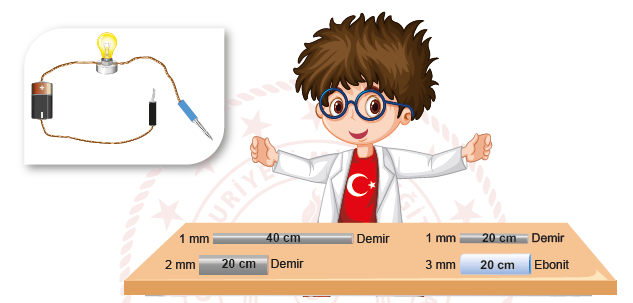 1 mm 40 cm Demir
1 mm 20 cm Demir
2 mm 20 cm Demir
3 mm 20 cm Ebonit